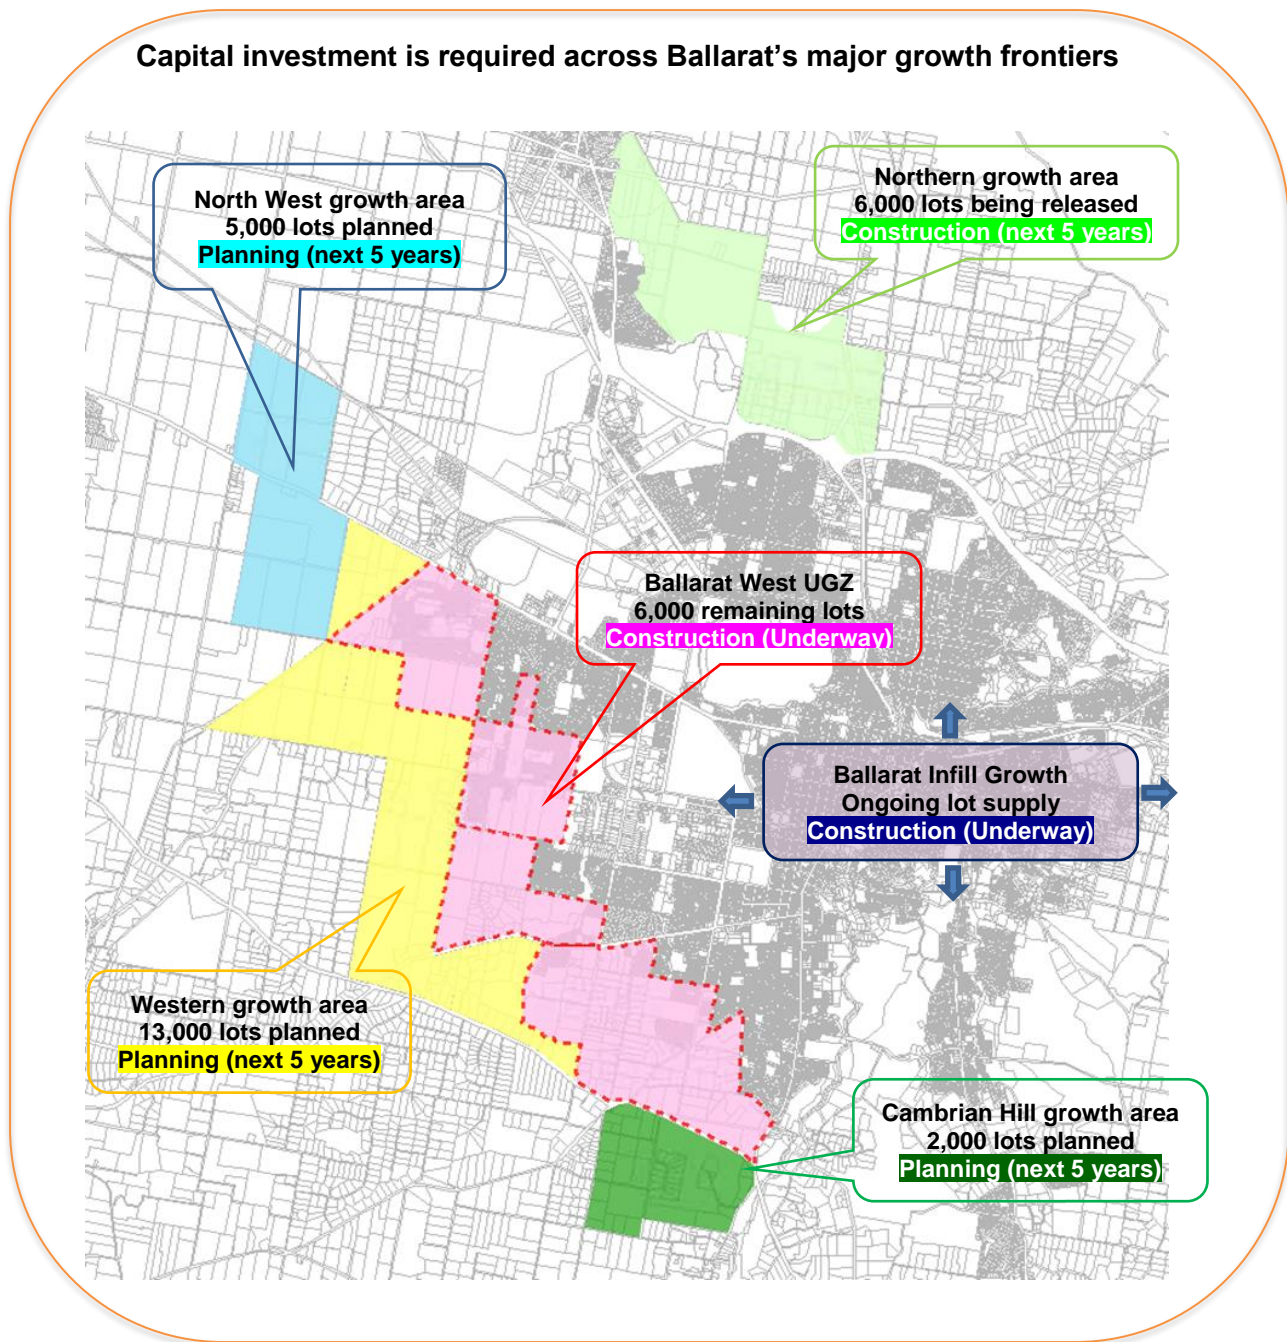 Capital investment is required across Ballarat's major growth frontiers
North West growth area
5,000 lots planned
Planning (next 5 years)
Northern growth area
6,000 lots being released
Construction (next 5 years)
Ballarat West UGZ
6,000 remaining lots
Construction (Underway)
Ballarat Infill Growth
Ongoing lot supply
Construction (Underway)
Western growth area
13,000 lots planned
Planning (next 5 years)
Cambrian Hill growth area
2,000 lots planned
Planning (next 5 years)